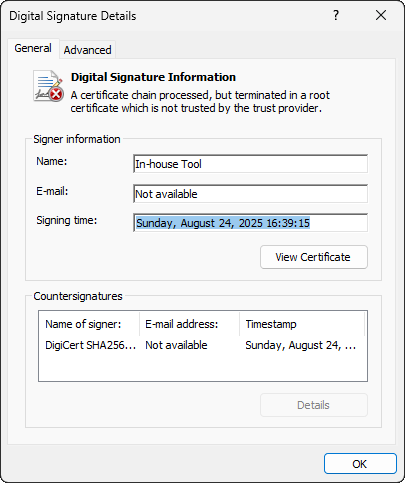 Digital Signature Details
?
General
Advanced
Digital Signature Information
A certificate chain processed, but terminated in a root
certificate which is not trusted by the trust provider.
Signer information
Name:
In-house Tool
E-mail:
Not available
Signing time:
Sunday, August 24, 2025 16:39:15
View Certificate
Countersignatures
Name of signer: E-mail address: Timestamp
DigiCert SHA256... Not available Sunday, August 24, ...
Details
OK